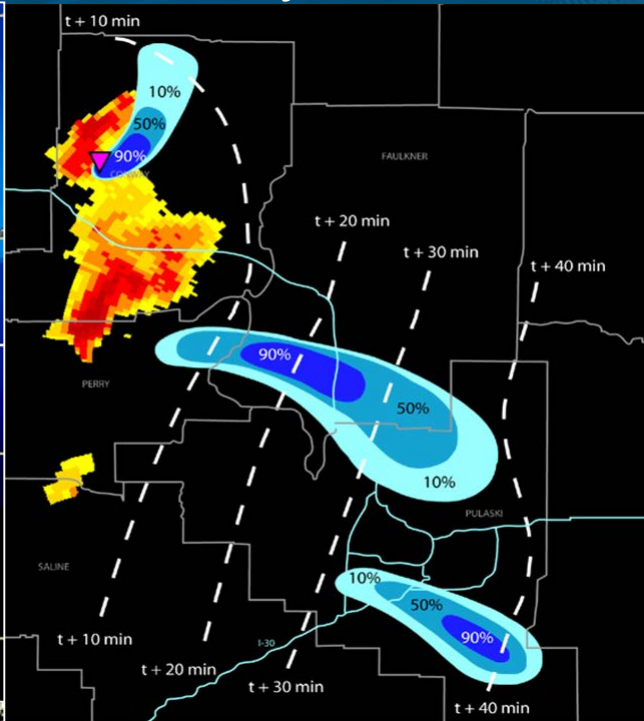 t + 10 min
10%
50%
90%
CONWAY
FAULKNER
t + 20 min
t + 30 min
t + 40 min
90%
PERRY
50%
10%
PULASKI
SALINE
10%
50%
90%
I-30
t + 10 min
t + 20 min
t + 30 min
t + 40 min